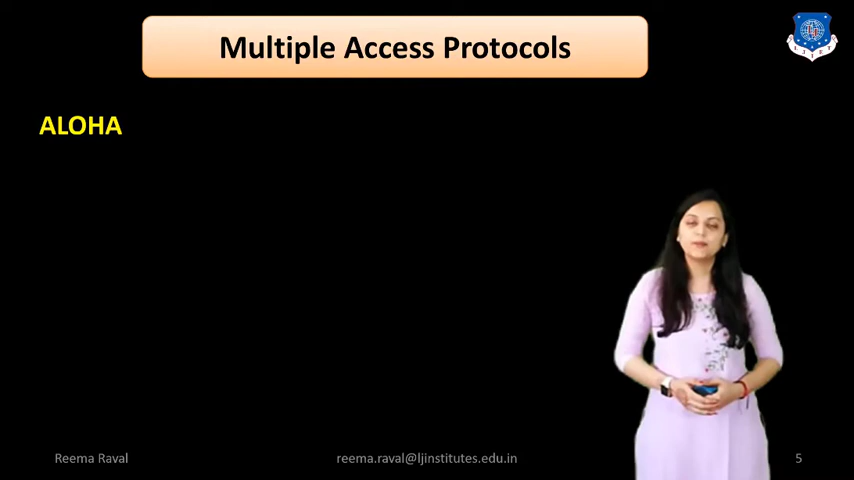 Multiple Access Protocols
ALOHA
Reema Raval
reema.raval@ljinstitutes.edu.in
5